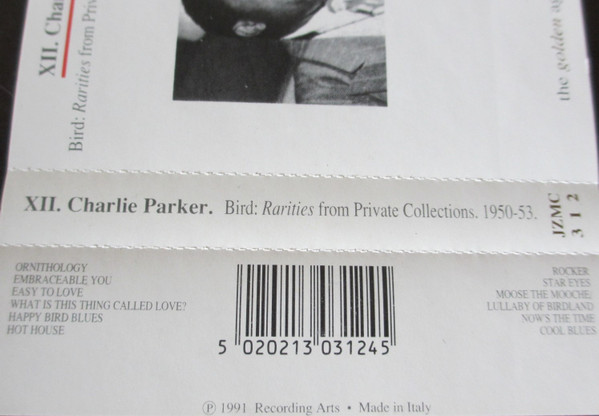 XII. Cha
Bird: Rarities from Priv
the golden ag
XII. Charlie Parker. Bird: Rarities from Private Collections. 1950-53.
JZMC
312
ORNITHOLOGY
EMBRACEABLE YOU
EASY TO LOVE
WHAT IS THIS THING CALLED LOVE?
HAPPY BIRD BLUES
HOT HOUSE
5 020213 031245
ROCKER
STAR EYES
MOOSE THE MOOCHE
LULLABY OF BIRDLAND
NOW'S THE TIME
COOL BLUES
Ⓟ 1991 Recording Arts • Made in Italy